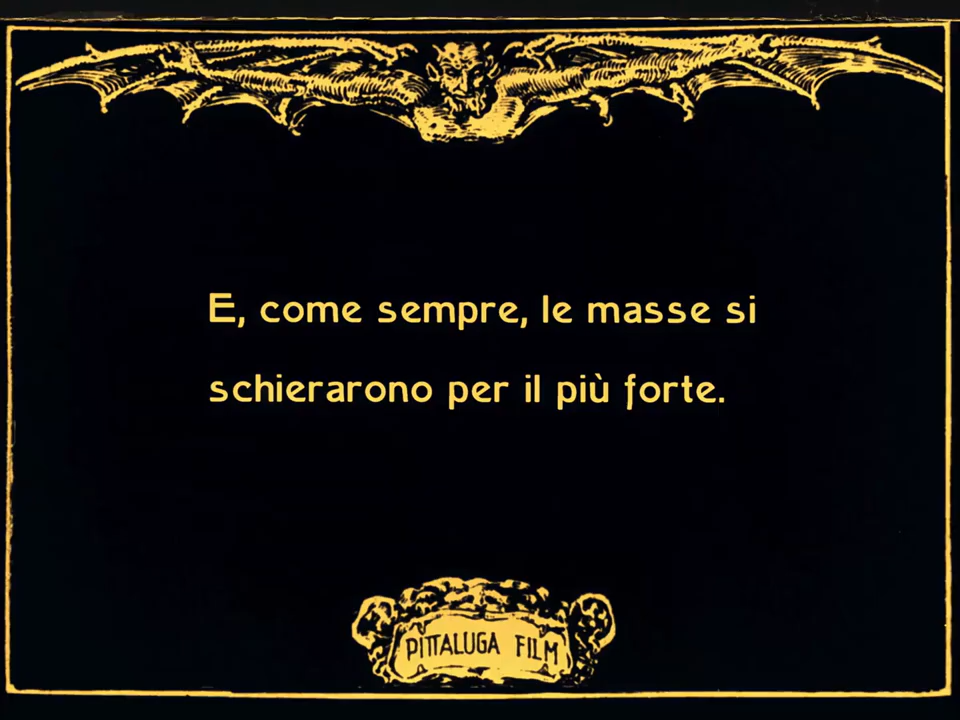 E, come sempre, le masse si
schierarono per il più forte.
PITTALUGA FILM